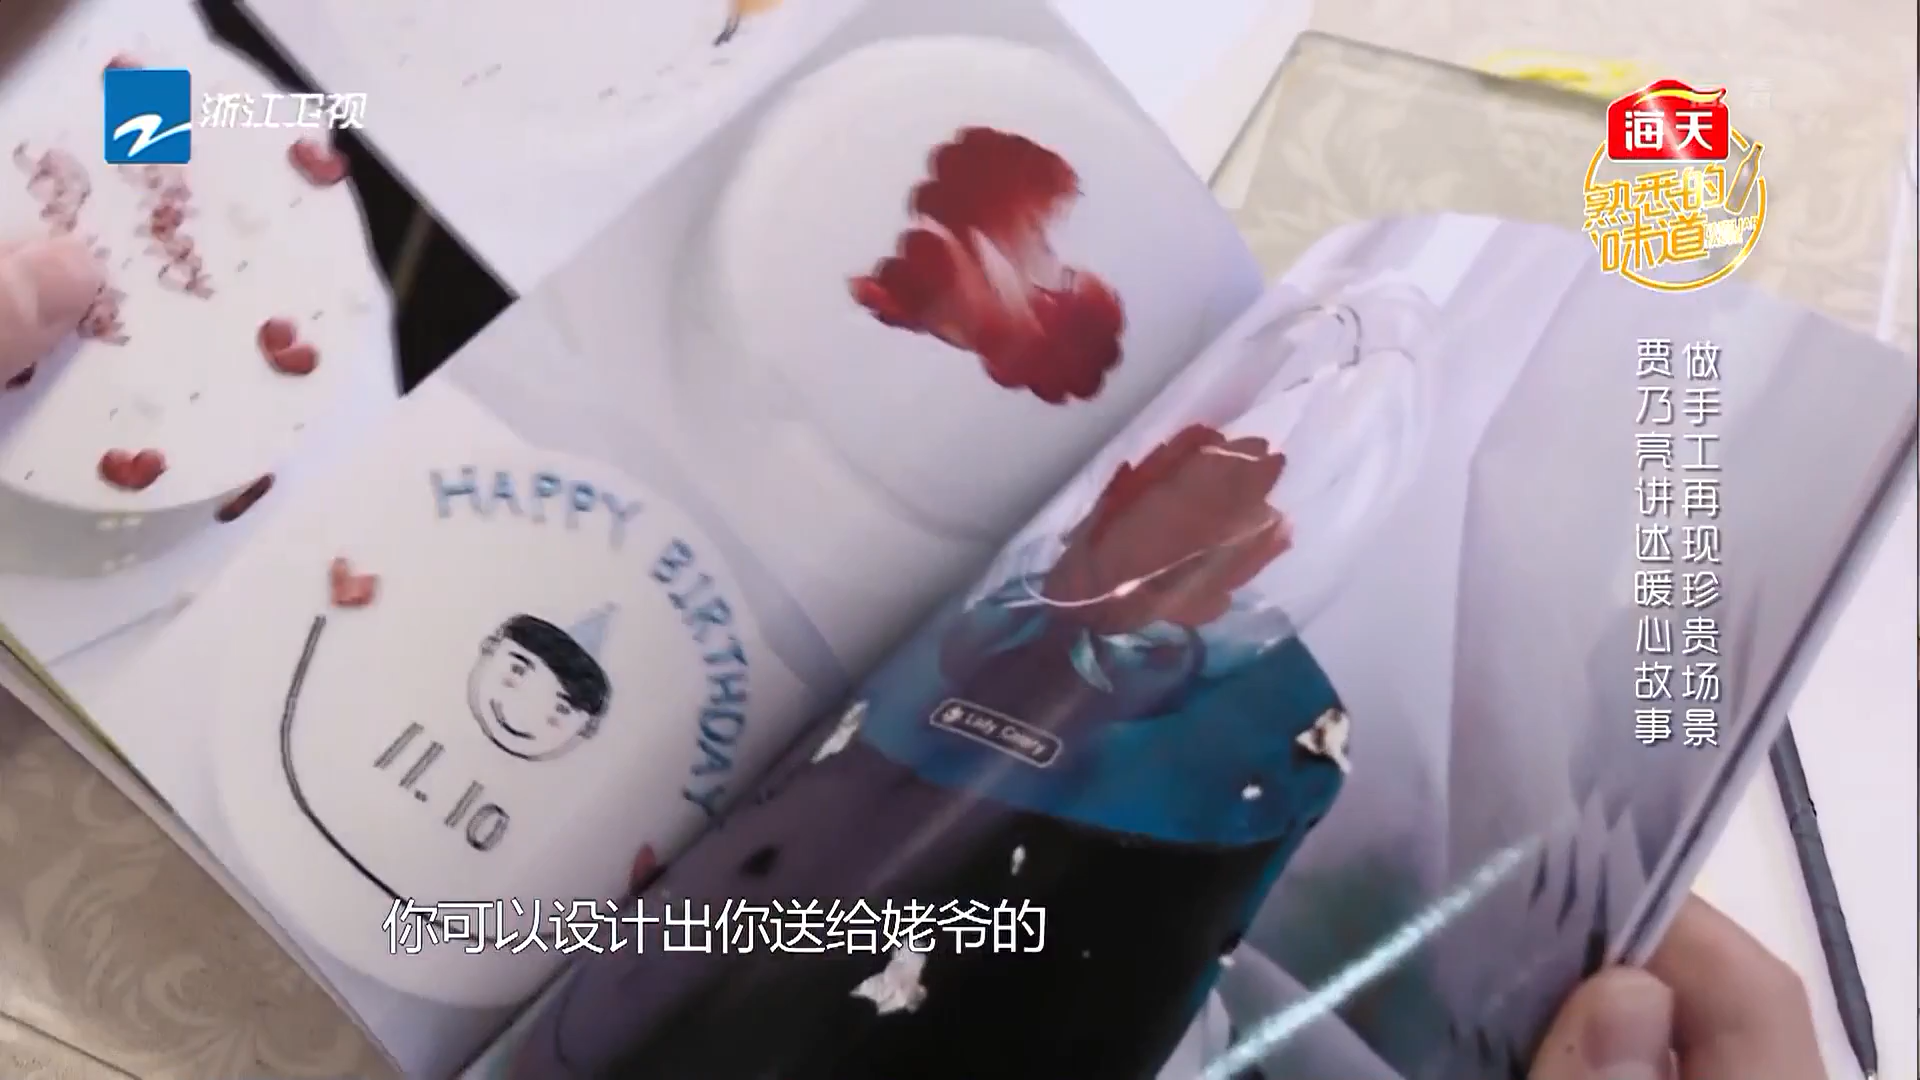 浙江卫视
海天
熟悉的
味道
做手工再现珍贵场景
贾乃亮讲述暖心故事
HAPPY BIRTHDAY
11.10
你可以设计出你送给姥爷的